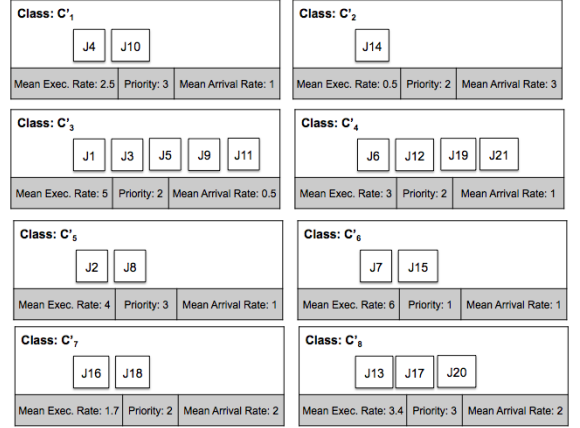 Class: C'1
J4 J10
Mean Exec. Rate: 2.5 Priority: 3 Mean Arrival Rate: 1
Class: C'2
J14
Mean Exec. Rate: 0.5 Priority: 2 Mean Arrival Rate: 3
Class: C'3
J1 J3 J5 J9 J11
Mean Exec. Rate: 5 Priority: 2 Mean Arrival Rate: 0.5
Class: C'4
J6 J12 J19 J21
Mean Exec. Rate: 3 Priority: 2 Mean Arrival Rate: 1
Class: C'5
J2 J8
Mean Exec. Rate: 4 Priority: 3 Mean Arrival Rate: 1
Class: C'6
J7 J15
Mean Exec. Rate: 6 Priority: 1 Mean Arrival Rate: 1
Class: C'7
J16 J18
Mean Exec. Rate: 1.7 Priority: 2 Mean Arrival Rate: 2
Class: C'8
J13 J17 J20
Mean Exec. Rate: 3.4 Priority: 3 Mean Arrival Rate: 2